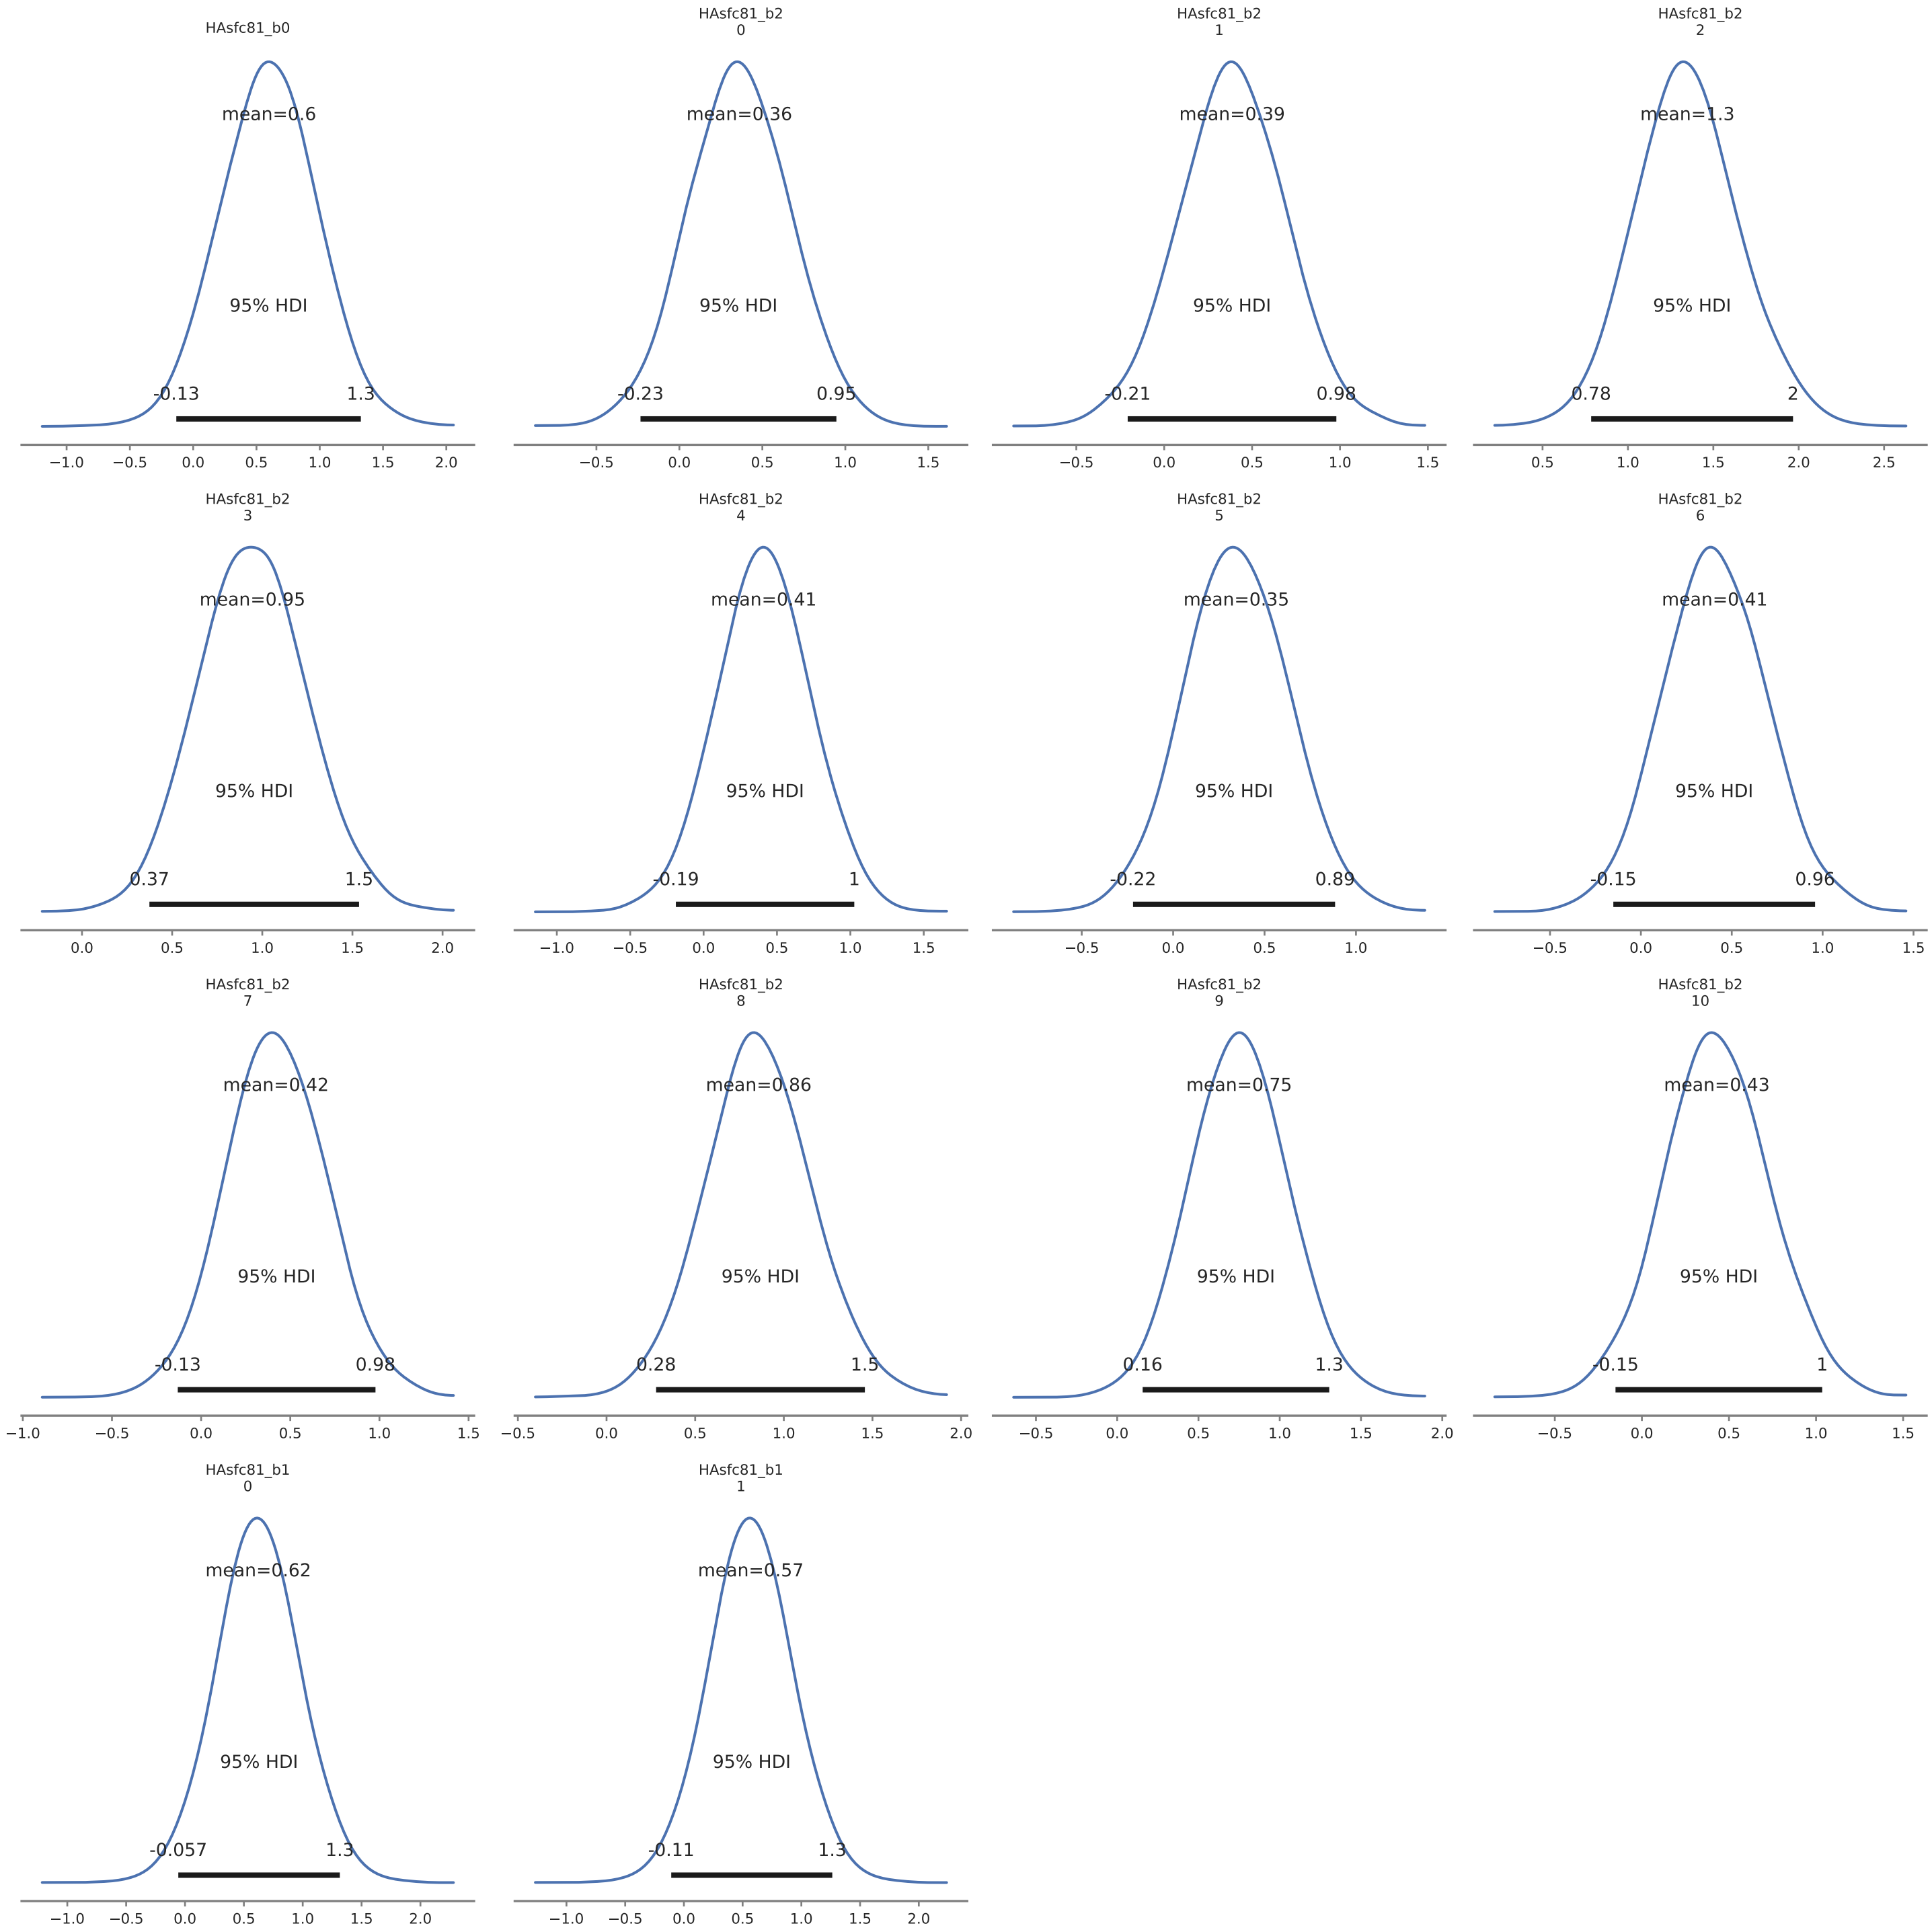 HAsfc81_b0
mean=0.6
95% HDI
-0.13 1.3
−1.0 −0.5 0.0 0.5 1.0 1.5 2.0
HAsfc81_b2
0
mean=0.36
95% HDI
-0.23 0.95
−0.5 0.0 0.5 1.0 1.5
HAsfc81_b2
1
mean=0.39
95% HDI
-0.21 0.98
−0.5 0.0 0.5 1.0 1.5
HAsfc81_b2
2
mean=1.3
95% HDI
0.78 2
0.5 1.0 1.5 2.0 2.5
HAsfc81_b2
3
mean=0.95
95% HDI
0.37 1.5
0.0 0.5 1.0 1.5 2.0
HAsfc81_b2
4
mean=0.41
95% HDI
-0.19 1
−1.0 −0.5 0.0 0.5 1.0 1.5
HAsfc81_b2
5
mean=0.35
95% HDI
-0.22 0.89
−0.5 0.0 0.5 1.0
HAsfc81_b2
6
mean=0.41
95% HDI
-0.15 0.96
−0.5 0.0 0.5 1.0 1.5
HAsfc81_b2
7
mean=0.42
95% HDI
-0.13 0.98
−1.0 −0.5 0.0 0.5 1.0 1.5
HAsfc81_b2
8
mean=0.86
95% HDI
0.28 1.5
−0.5 0.0 0.5 1.0 1.5 2.0
HAsfc81_b2
9
mean=0.75
95% HDI
0.16 1.3
−0.5 0.0 0.5 1.0 1.5 2.0
HAsfc81_b2
10
mean=0.43
95% HDI
-0.15 1
−0.5 0.0 0.5 1.0 1.5
HAsfc81_b1
0
mean=0.62
95% HDI
-0.057 1.3
−1.0 −0.5 0.0 0.5 1.0 1.5 2.0
HAsfc81_b1
1
mean=0.57
95% HDI
-0.11 1.3
−1.0 −0.5 0.0 0.5 1.0 1.5 2.0